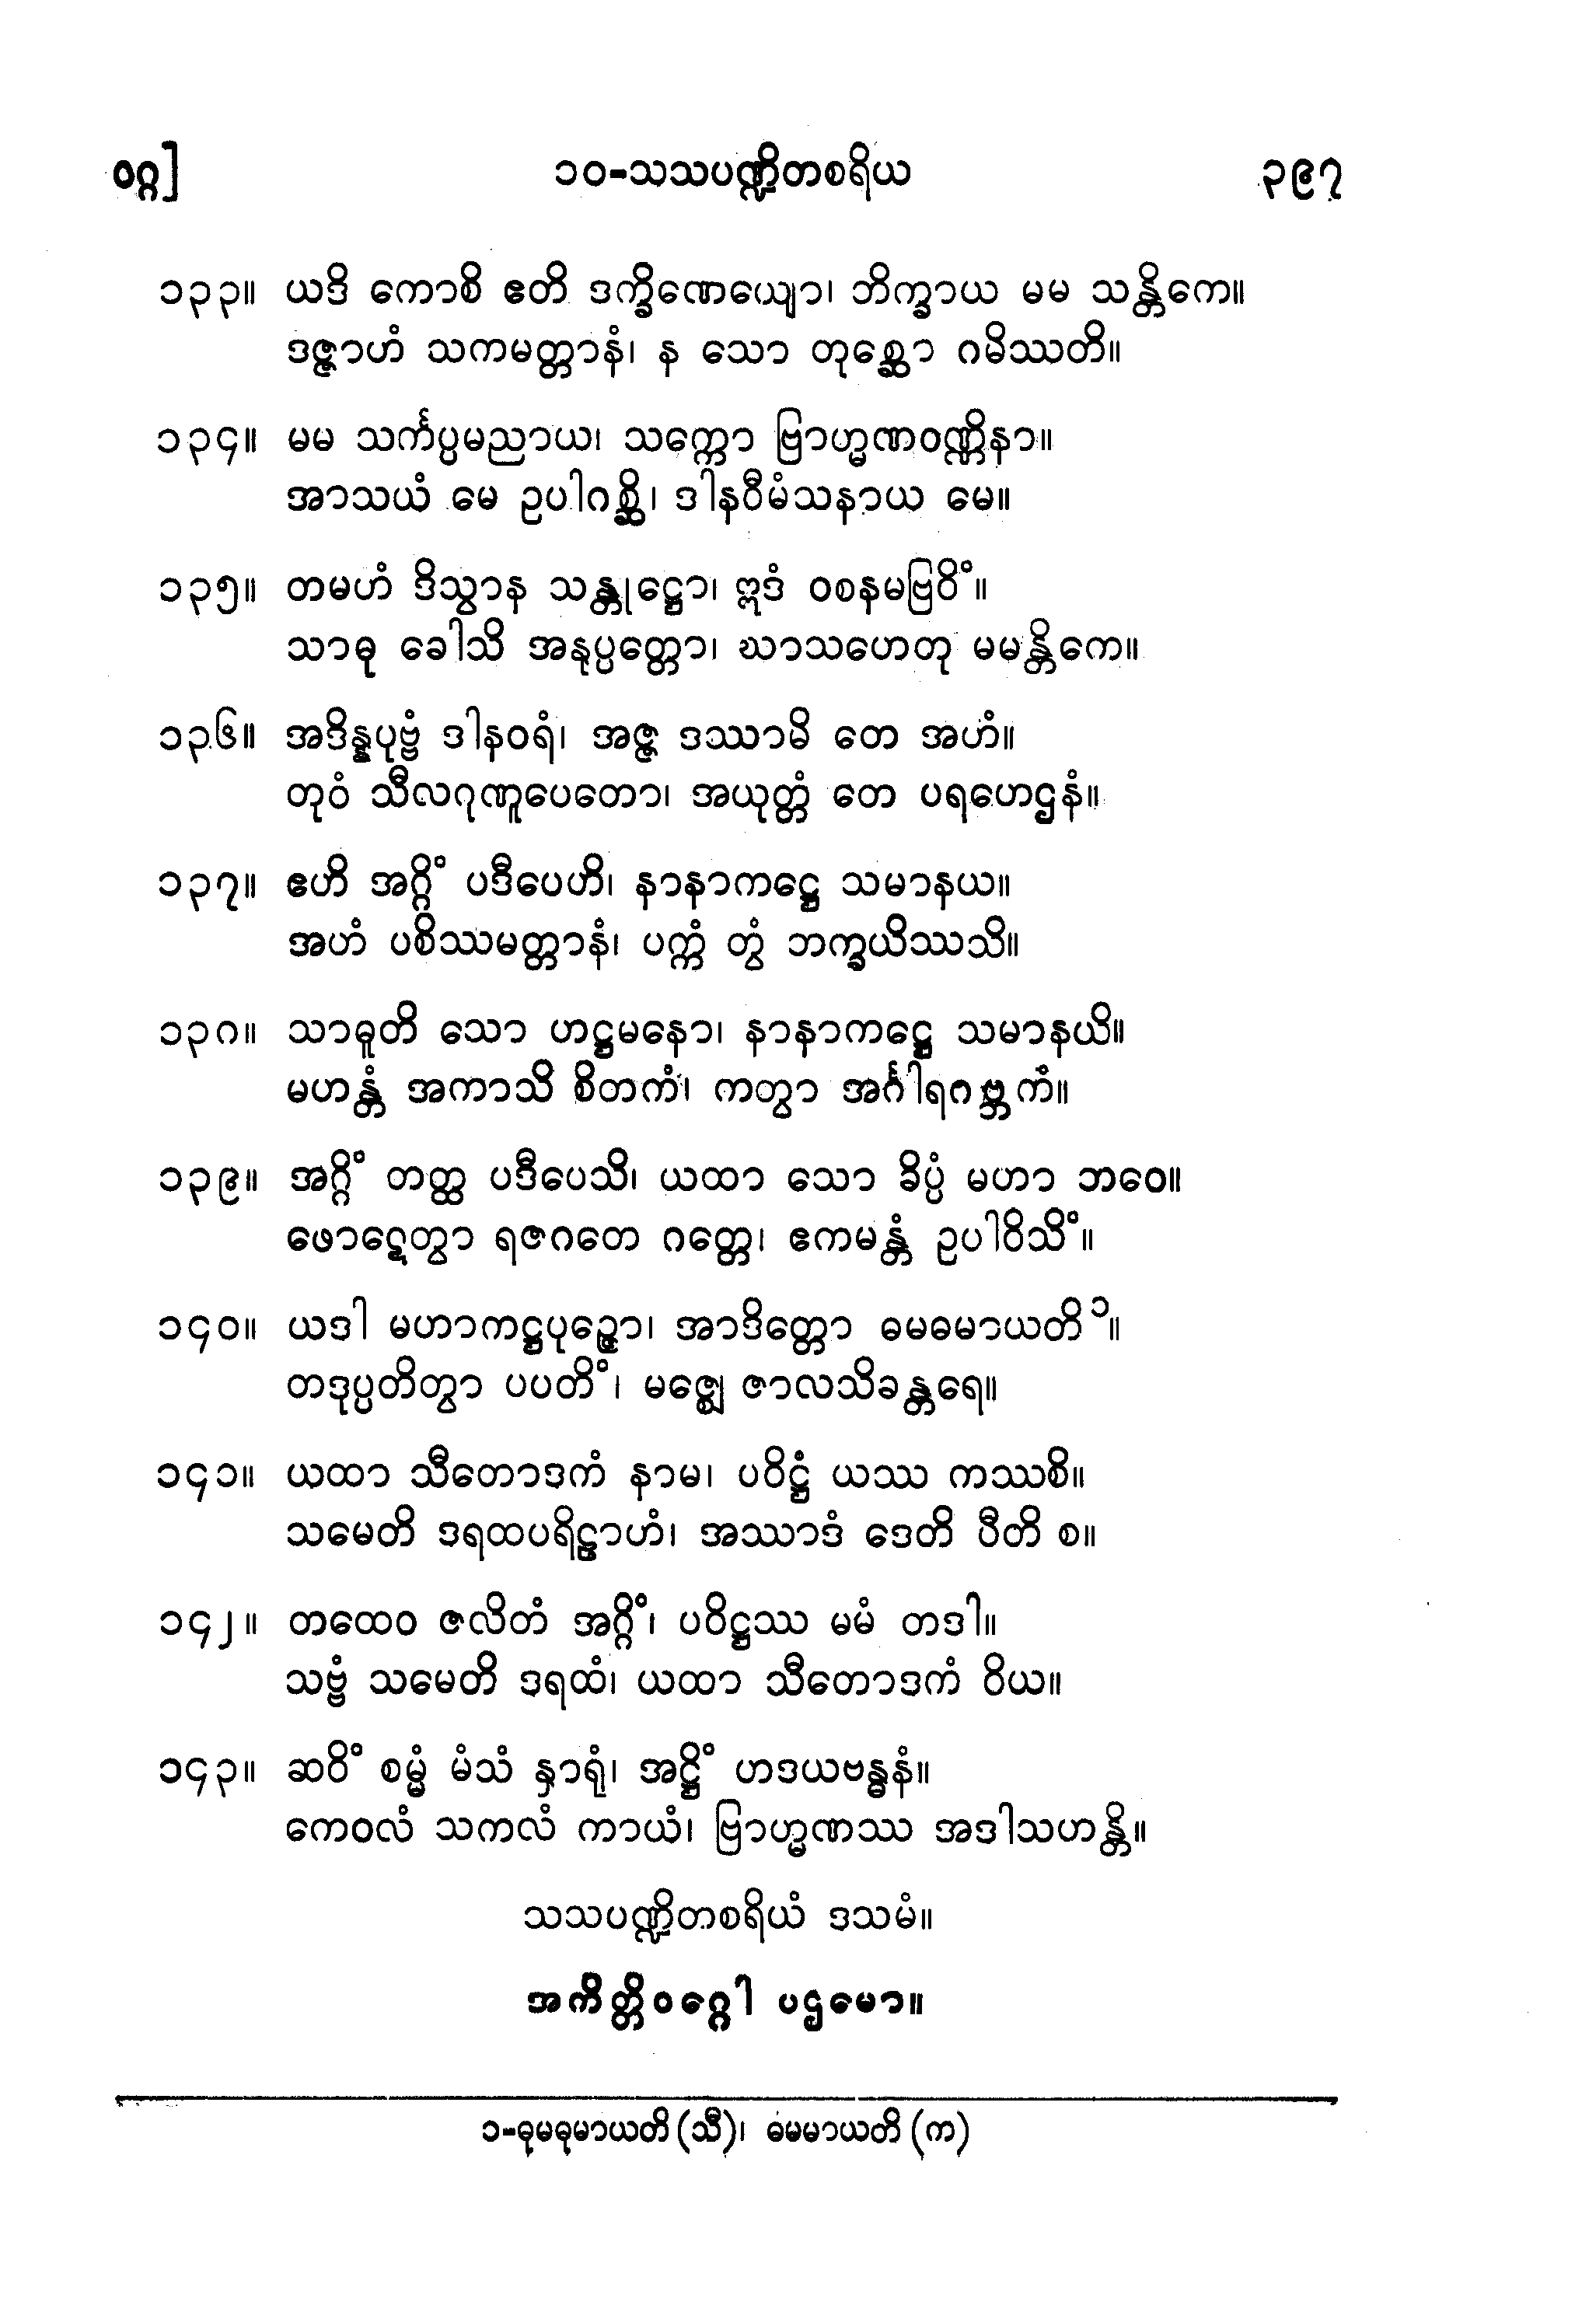 ဝဂ္ဂ] ၁၀-သသပဏ္ဍိတစရိယ ၃၉၇
၁၃၃။ ယဒိ ကောစိ ဧတိ ဒက္ခိဏေယျော၊ ဘိက္ခာယ မမ သန္တိကေ။
ဒဇ္ဇာဟံ သကမတ္တာနံ၊ န သော တုစ္ဆော ဂမိဿတိ။
၁၃၄။ မမ သင်္ကပ္ပမညာယ၊ သက္ကော ဗြာဟ္မဏဝဏ္ဏိနာ။
အာသယံ မေ ဥပါဂစ္ဆိ၊ ဒါနဝီမံသနာယ မေ။
၁၃၅။ တမဟံ ဒိသွာန သန္တုဋ္ဌော၊ ဣဒံ ဝစနမဗြဝိံ။
သာဓု ခေါသိ အနုပ္ပတ္တော၊ ဃာသဟေတု မမန္တိကေ။
၁၃၆။ အဒိန္နပုဗ္ဗံ ဒါနဝရံ၊ အဇ္ဇ ဒဿာမိ တေ အဟံ။
တုဝံ သီလဂုဏူပေတော၊ အယုတ္တံ တေ ပရဟေဌနံ။
၁၃၇။ ဧဟိ အဂ္ဂိံ ပဒီပေဟိ၊ နာနာကဋ္ဌေ သမာနယ။
အဟံ ပစိဿမတ္တာနံ၊ ပက္ကံ တွံ ဘက္ခယိဿသိ။
၁၃၈။ သာဓူတိ သော ဟဋ္ဌမနော၊ နာနာကဋ္ဌေ သမာနယိ။
မဟန္တံ အကာသိ စိတကံ၊ ကတွာ အင်္ဂါရဂဗ္ဘကံ။
၁၃၉။ အဂ္ဂိံ တတ္ထ ပဒီပေသိ၊ ယထာ သော ခိပ္ပံ မဟာ ဘဝေ။
ဖောဋေတွာ ရဇဂတေ ဂတ္တေ၊ ဧကမန္တံ ဥပါဝိသိံ။
၁၄၀။ ယဒါ မဟာကဋ္ဌပုဉ္ဇော၊ အာဒိတ္တော ဓမဓမာယတိ ၁။
တဒုပ္ပတိတွာ ပပတိံ၊ မဇ္ဈေ ဇာလသိခန္တရေ။
၁၄၁။ ယထာ သီတောဒကံ နာမ၊ ပဝိဋ္ဌံ ယဿ ကဿစိ။
သမေတိ ဒရထပရိဠာဟံ၊ အဿာဒံ ဒေတိ ပီတိ စ။
၁၄၂။ တထေဝ ဇလိတံ အဂ္ဂိံ၊ ပဝိဋ္ဌဿ မမံ တဒါ။
သဗ္ဗံ သမေတိ ဒရထံ၊ ယထာ သီတောဒကံ ဝိယ။
၁၄၃။ ဆဝိံ စမ္မံ မံသံ နှာရုံ၊ အဋ္ဌိံ ဟဒယဗန္ဓနံ။
ကေဝလံ သကလံ ကာယံ၊ ဗြာဟ္မဏဿ အဒါသဟန္တိ။
သသပဏ္ဍိတစရိယံ ဒသမံ။
အကိတ္တိဝဂ္ဂေါ ပဌမော။
၁-ဓုမဓုမာယတိ (သီ)၊ ဓမမာယတိ (က)